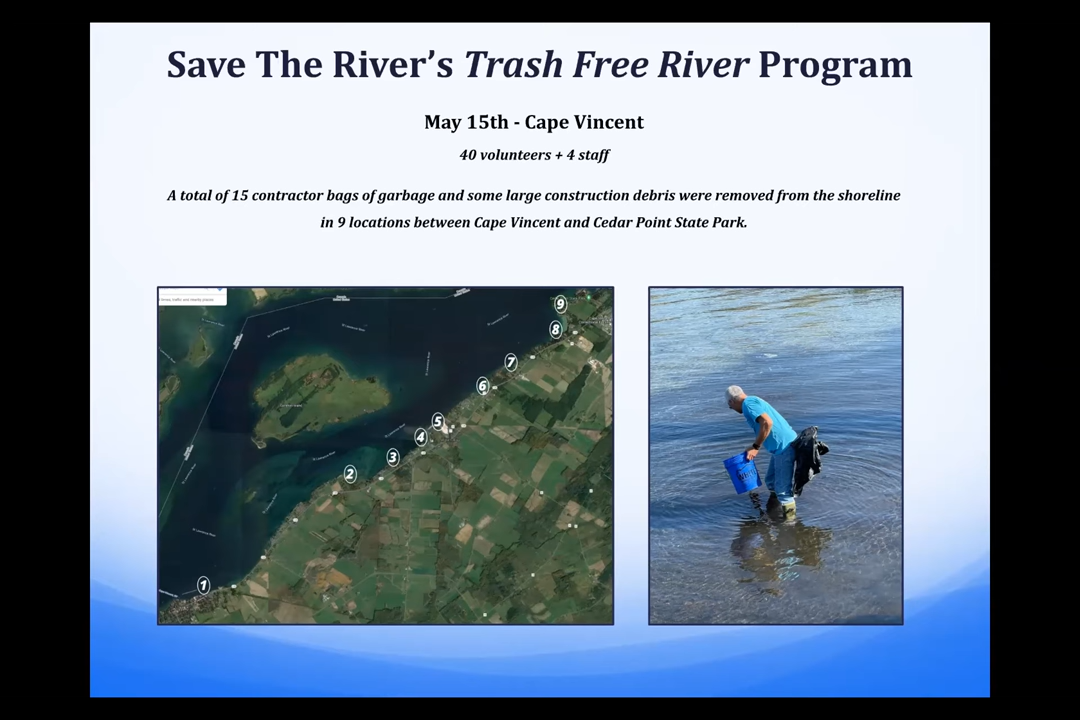 Save The River’s Trash Free River Program
May 15th - Cape Vincent
40 volunteers + 4 staff
A total of 15 contractor bags of garbage and some large construction debris were removed from the shoreline
in 9 locations between Cape Vincent and Cedar Point State Park.
9
8
7
6
5
4
3
2
1